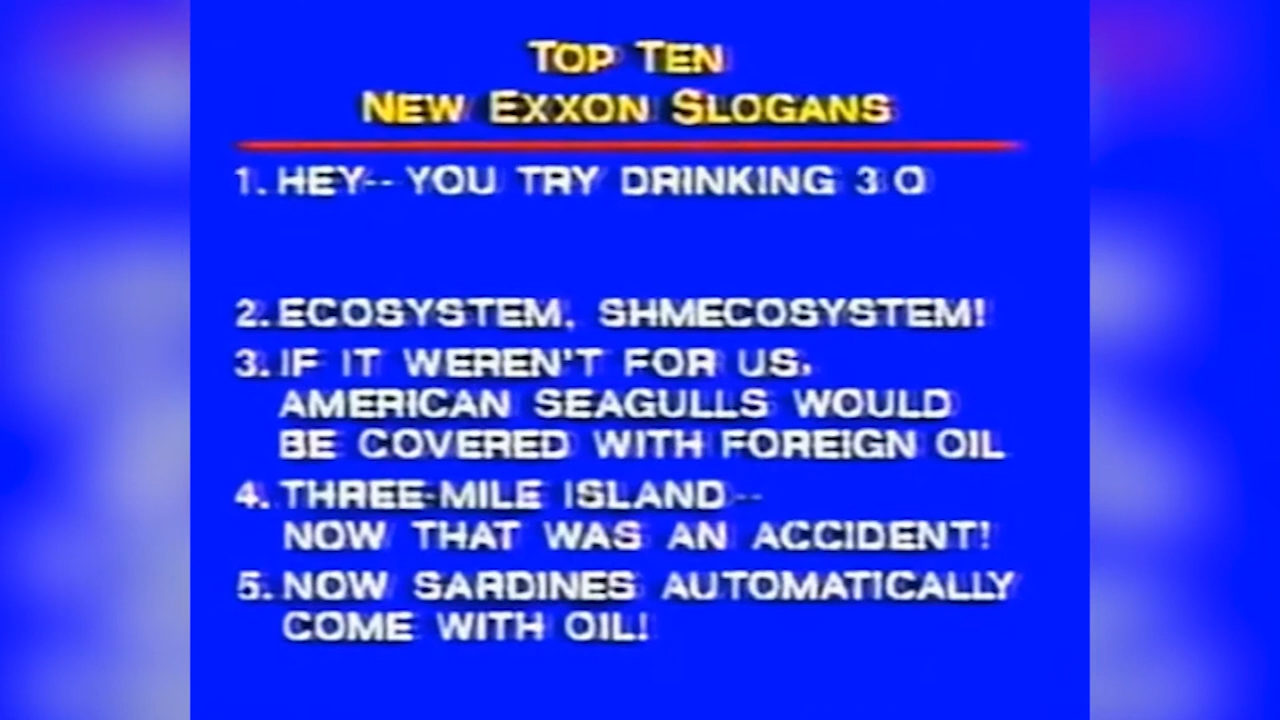 TOP TEN
NEW EXXON SLOGANS
1. HEY-- YOU TRY DRINKING 3 O
2. ECOSYSTEM, SHMECOSYSTEM!
3. IF IT WEREN'T FOR US,
AMERICAN SEAGULLS WOULD
BE COVERED WITH FOREIGN OIL
4. THREE-MILE ISLAND--
NOW THAT WAS AN ACCIDENT!
5. NOW SARDINES AUTOMATICALLY
COME WITH OIL!